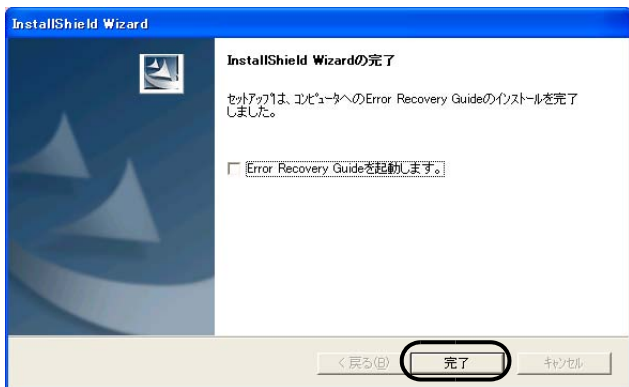 InstallShield Wizard
InstallShield Wizardの完了
セットアップは、コンピュータへのError Recovery Guideのインストールを完了
しました。
Error Recovery Guideを起動します。
< 戻る(B)
完了
キャンセル